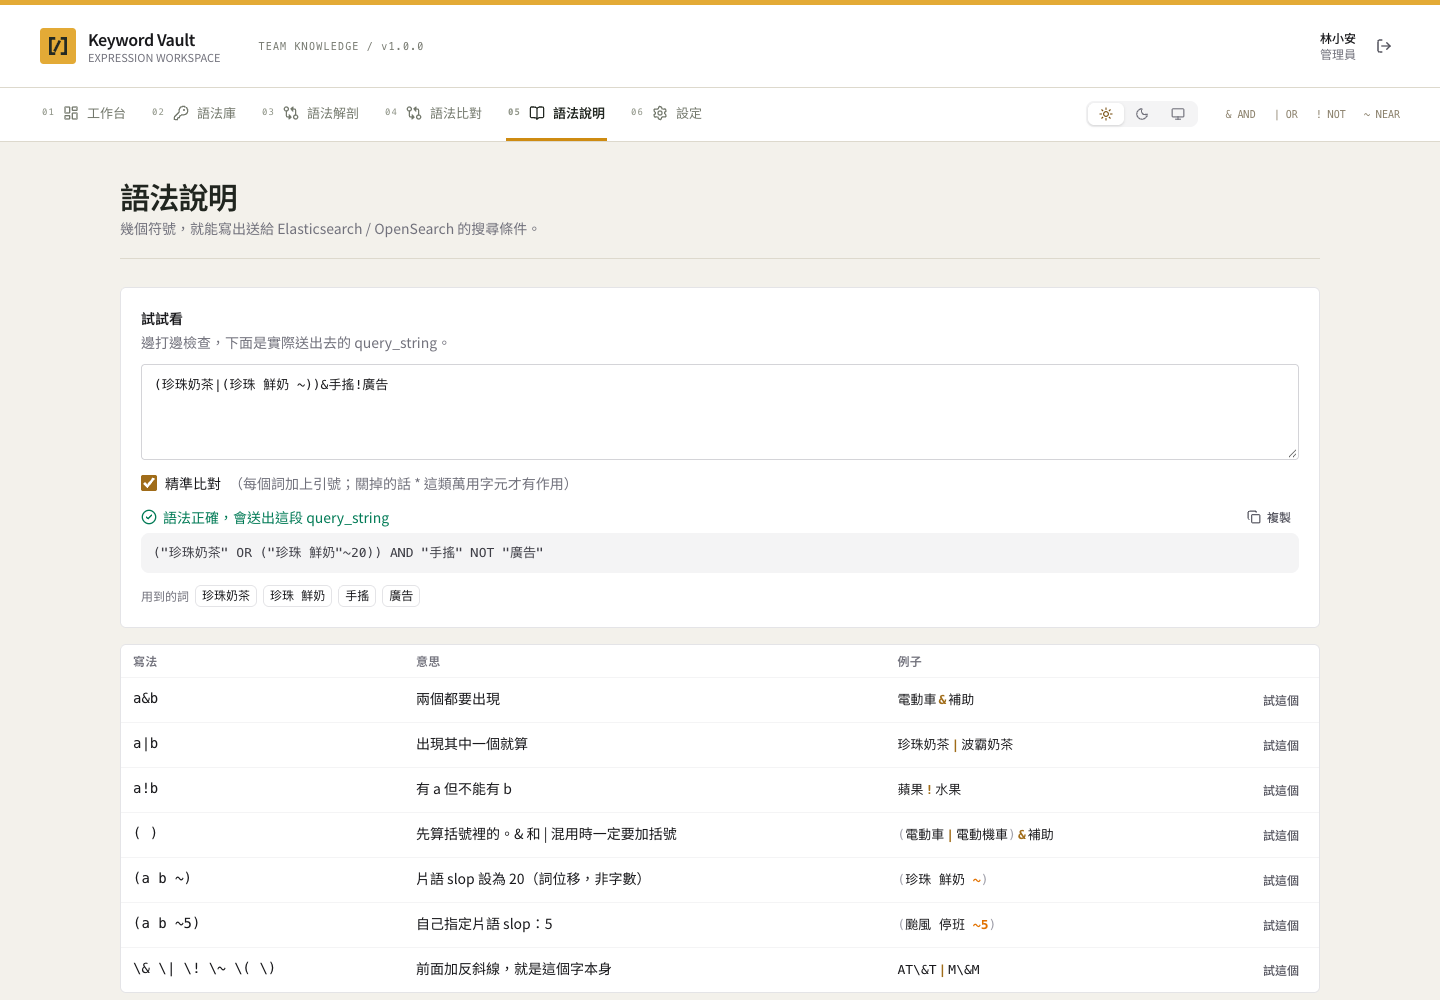 [/]
Keyword Vault
EXPRESSION WORKSPACE
TEAM KNOWLEDGE / v1.0.0
林小安
管理員
01 工作台 02 語法庫 03 語法解剖 04 語法比對 05 語法說明 06 設定
& AND | OR ! NOT ~ NEAR
語法說明
幾個符號，就能寫出送給 Elasticsearch / OpenSearch 的搜尋條件。
試試看
邊打邊檢查，下面是實際送出去的 query_string。
(珍珠奶茶|(珍珠 鮮奶 ~))&手搖!廣告
精準比對 （每個詞加上引號；關掉的話 * 這類萬用字元才有作用）
語法正確，會送出這段 query_string
複製
("珍珠奶茶" OR ("珍珠 鮮奶"~20)) AND "手搖" NOT "廣告"
用到的詞 珍珠奶茶 珍珠 鮮奶 手搖 廣告
寫法 意思 例子
a&b 兩個都要出現 電動車&補助 試這個
a|b 出現其中一個就算 珍珠奶茶|波霸奶茶 試這個
a!b 有 a 但不能有 b 蘋果!水果 試這個
( ) 先算括號裡的。& 和 | 混用時一定要加括號 (電動車|電動機車)&補助 試這個
(a b ~) 片語 slop 設為 20（詞位移，非字數） (珍珠 鮮奶 ~) 試這個
(a b ~5) 自己指定片語 slop：5 (颱風 停班 ~5) 試這個
\& \| \! \~ \( \) 前面加反斜線，就是這個字本身 AT\&T|M\&M 試這個